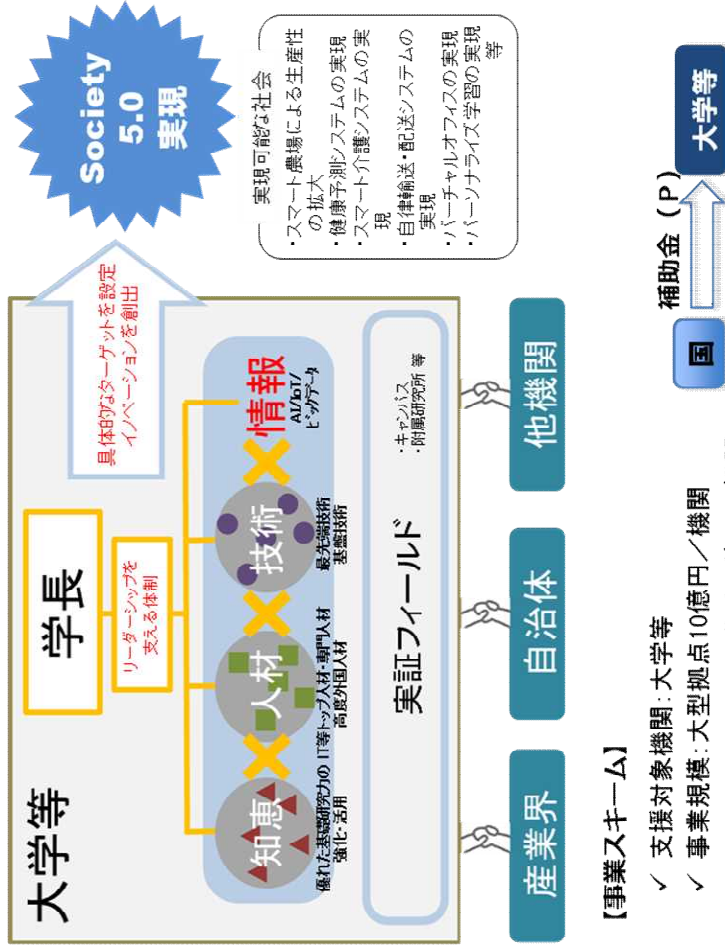 大学等
学長
リーダーシップを
支える体制
具体的なターゲットを設定
イノベーションを創出
Society
5.0
実現
実現可能な社会
・スマート農場による生産性
の拡大
・健康予測システムの実現
・スマート介護システムの実
現
・自律輸送・配送システムの
実現
・バーチャルオフィスの実現
・パーソナライズ学習の実現
等
知恵
人材
技術
情報
優れた基礎研究力の
強化・活用
IT等トップ人材・専門人材
高度外国人材
最先端技術
基盤技術
AI/IoT/
ビックデータ
実証フィールド
・キャンパス
・附属研究所 等
産業界
自治体
他機関
【事業スキーム】
✓ 支援対象機関:大学等
✓ 事業規模:大型拠点10億円/機関
国
補助金(P)
大学等